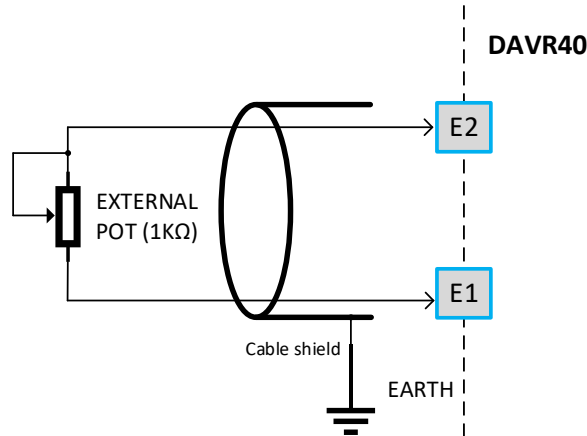 DAVR40
E2
EXTERNAL
POT (1KΩ)
E1
Cable shield
EARTH